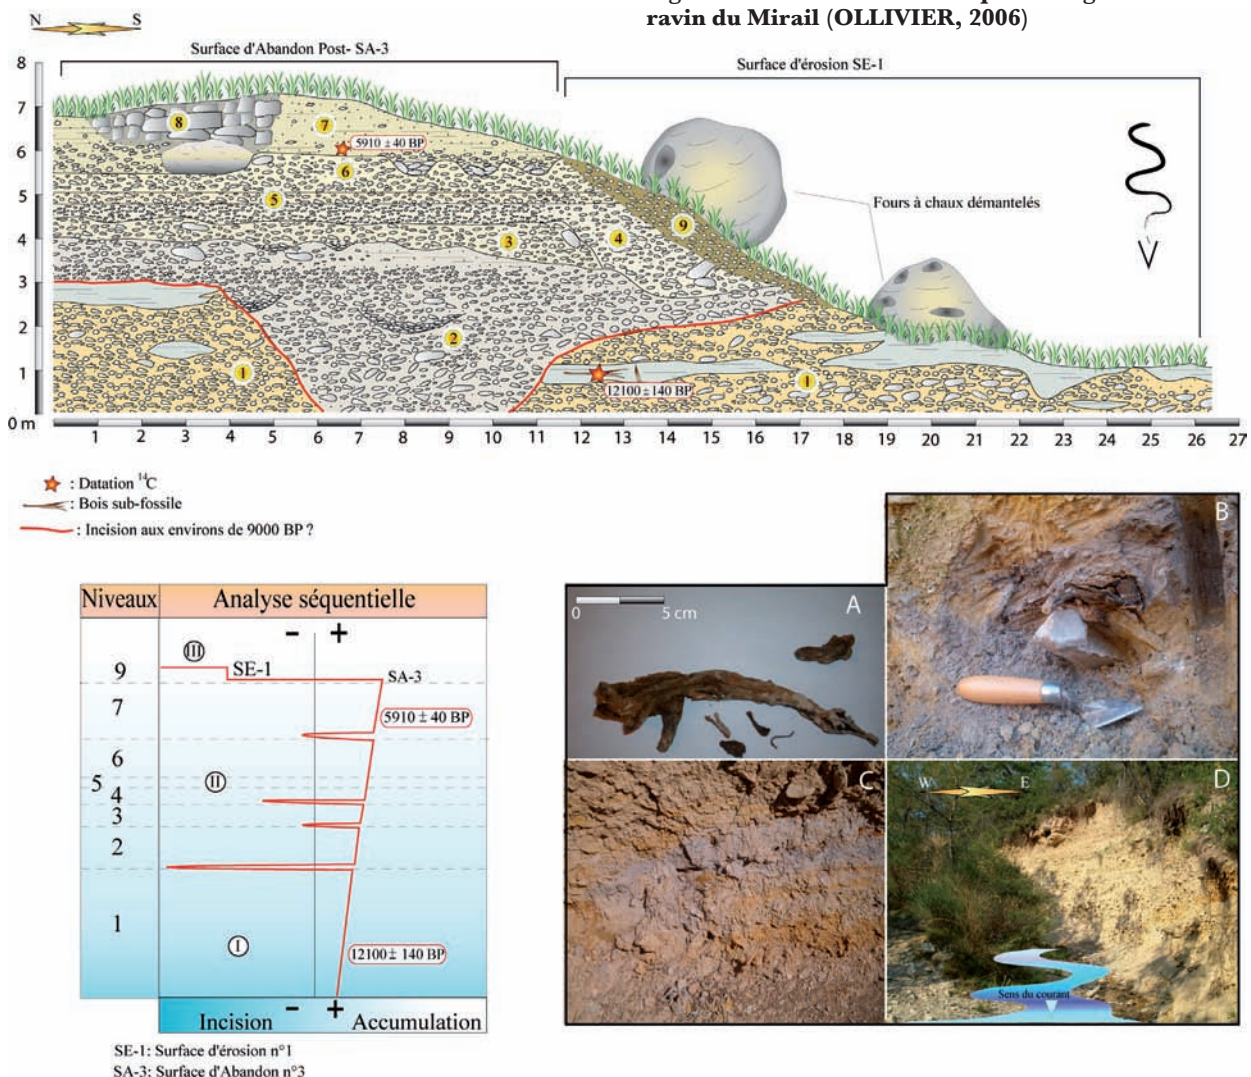 ravin du Mirail (OLLIVIER, 2006)
N S
Surface d'Abandon Post- SA-3
Surface d'érosion SE-1
8
7
6
5
4
3
2
1
0 m
8
7
5910 ± 40 BP
6
5
3
4
9
Fours à chaux démantelés
2
1
12100 ± 140 BP
1
1 2 3 4 5 6 7 8 9 10 11 12 13 14 15 16 17 18 19 20 21 22 23 24 25 26 27
: Datation 14C
: Bois sub-fossile
: Incision aux environs de 9000 BP ?
Niveaux Analyse séquentielle
- +
III
9 SE-1 SA-3
7 5910 ± 40 BP
6
5 II
4
3
2
1
I 12100 ± 140 BP
- +
Incision Accumulation
SE-1: Surface d'érosion n°1
SA-3: Surface d'Abandon n°3
A
0 5 cm
B
C
D
W E
Sens du courant